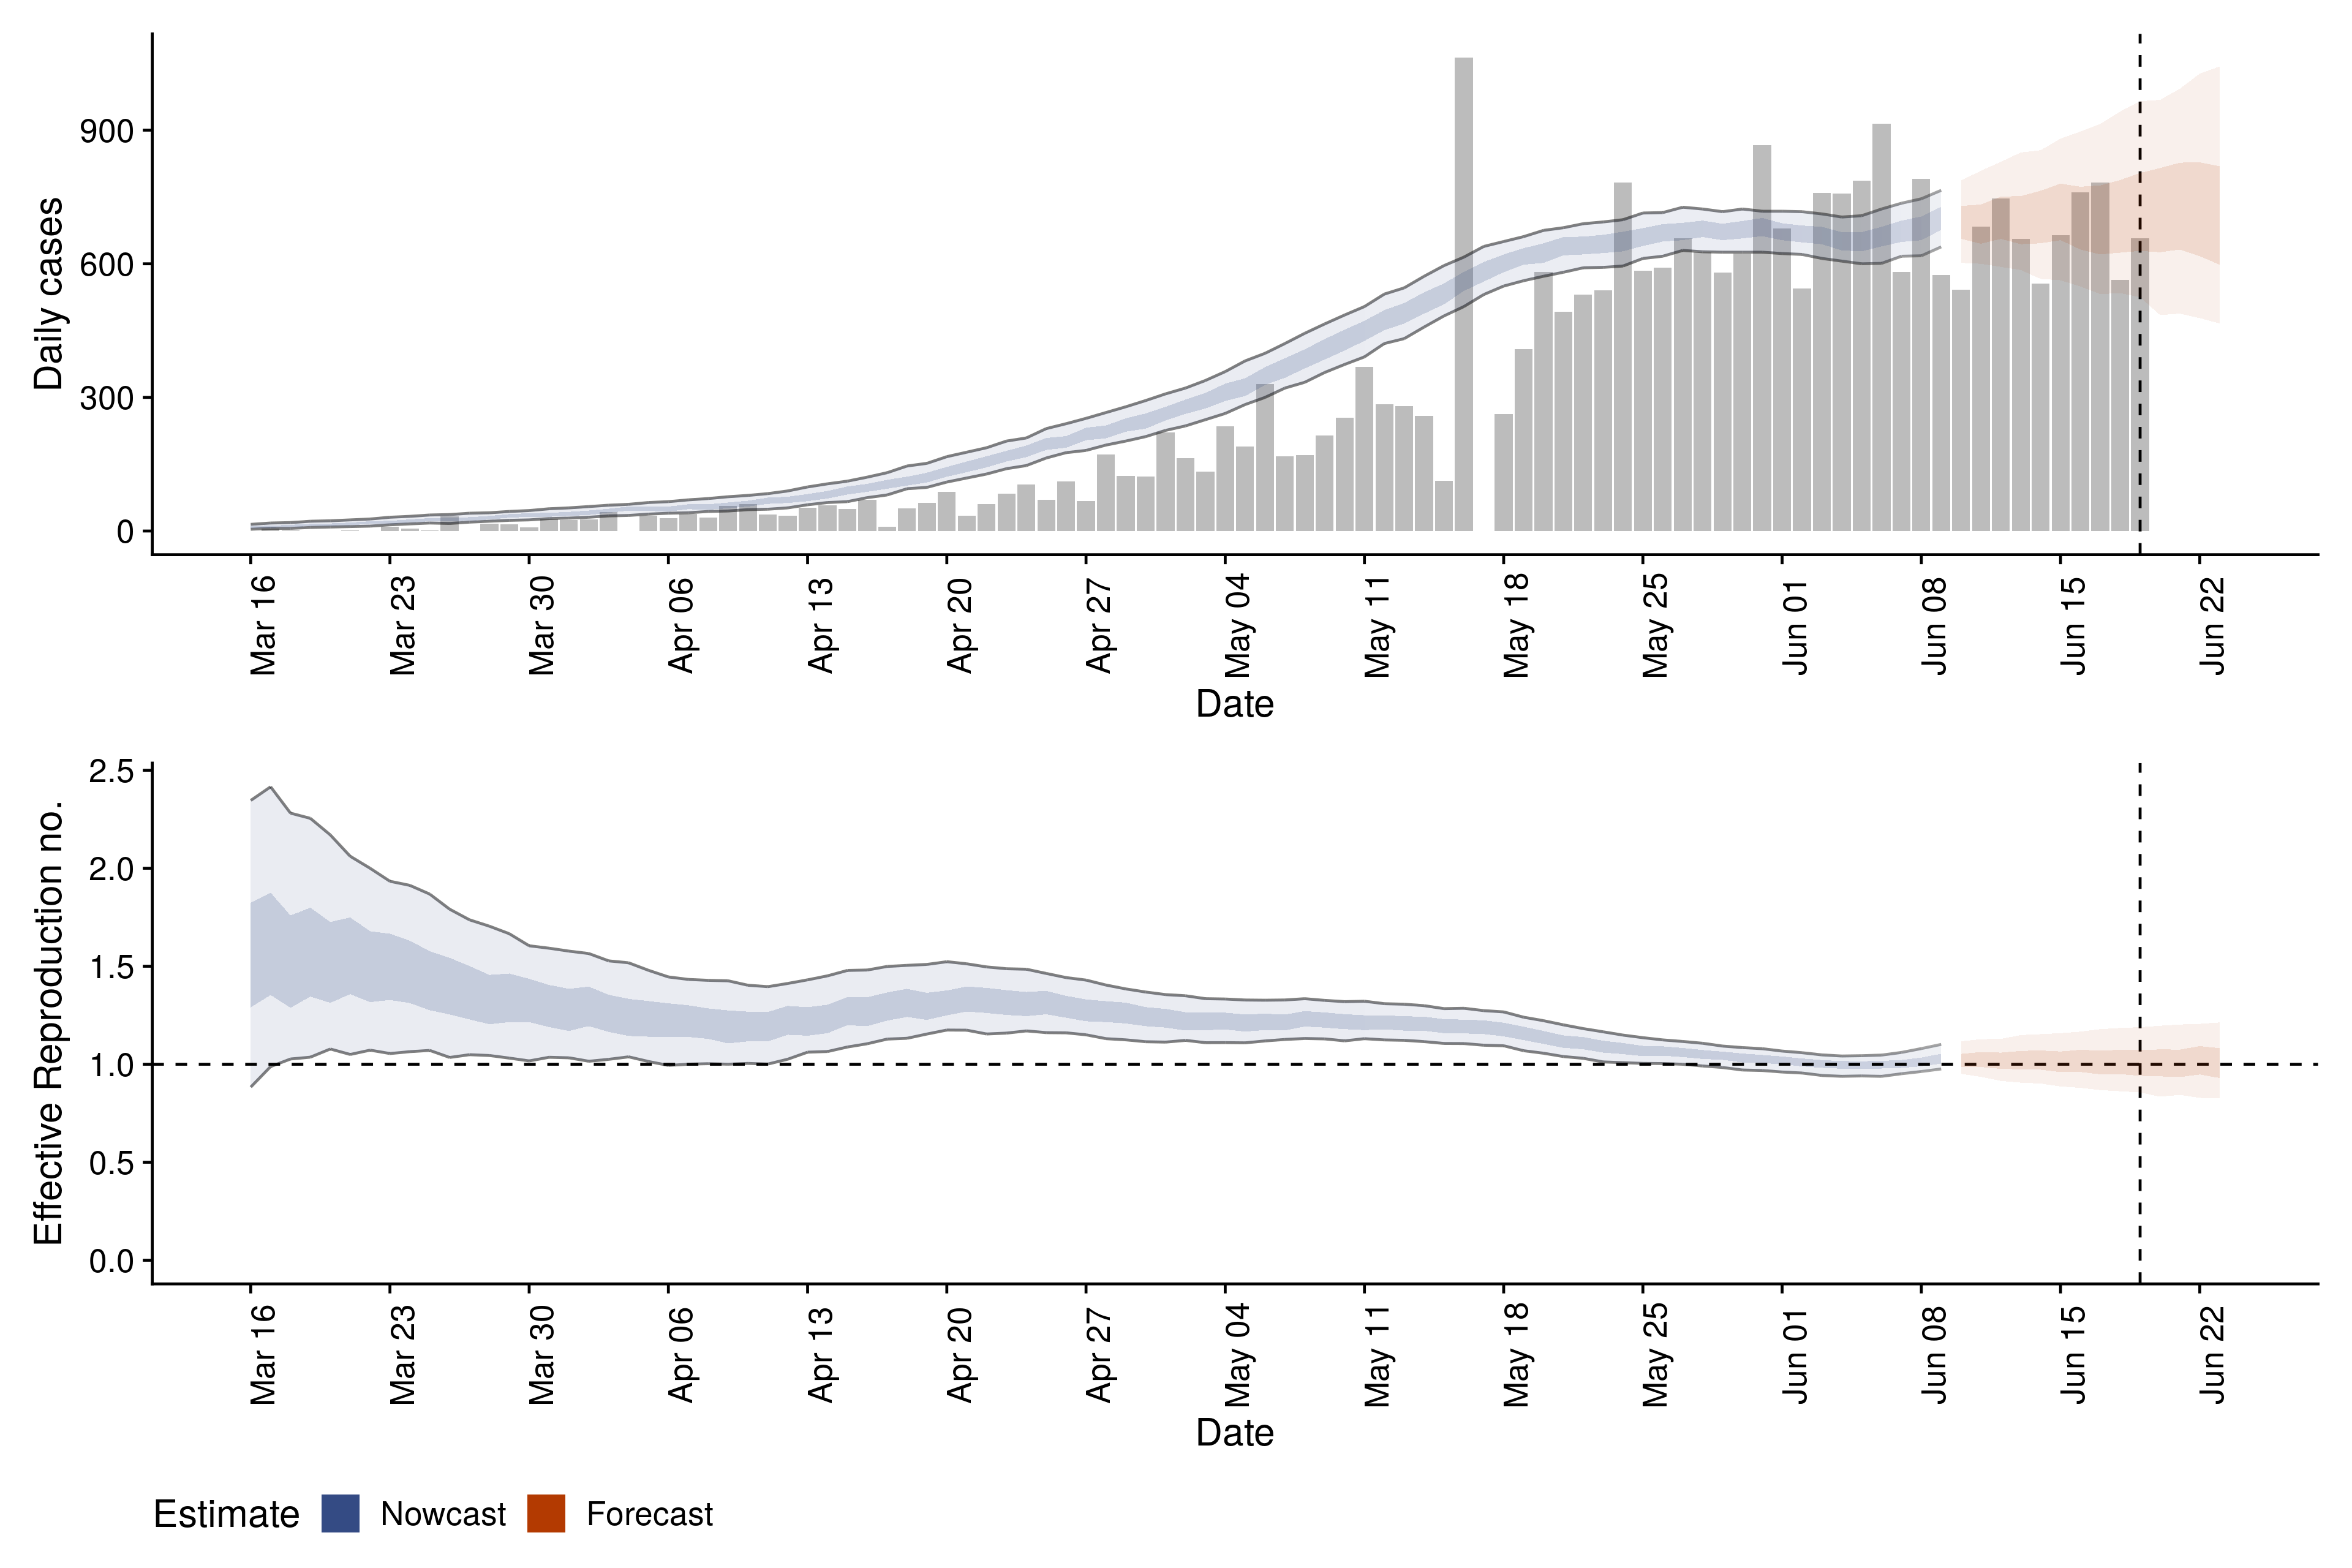 Daily cases
900
600
300
0
Mar 16
Mar 23
Mar 30
Apr 06
Apr 13
Apr 20
Apr 27
May 04
May 11
May 18
May 25
Jun 01
Jun 08
Jun 15
Jun 22
Date
Effective Reproduction no.
2.5
2.0
1.5
1.0
0.5
0.0
Mar 16
Mar 23
Mar 30
Apr 06
Apr 13
Apr 20
Apr 27
May 04
May 11
May 18
May 25
Jun 01
Jun 08
Jun 15
Jun 22
Date
Estimate Nowcast Forecast